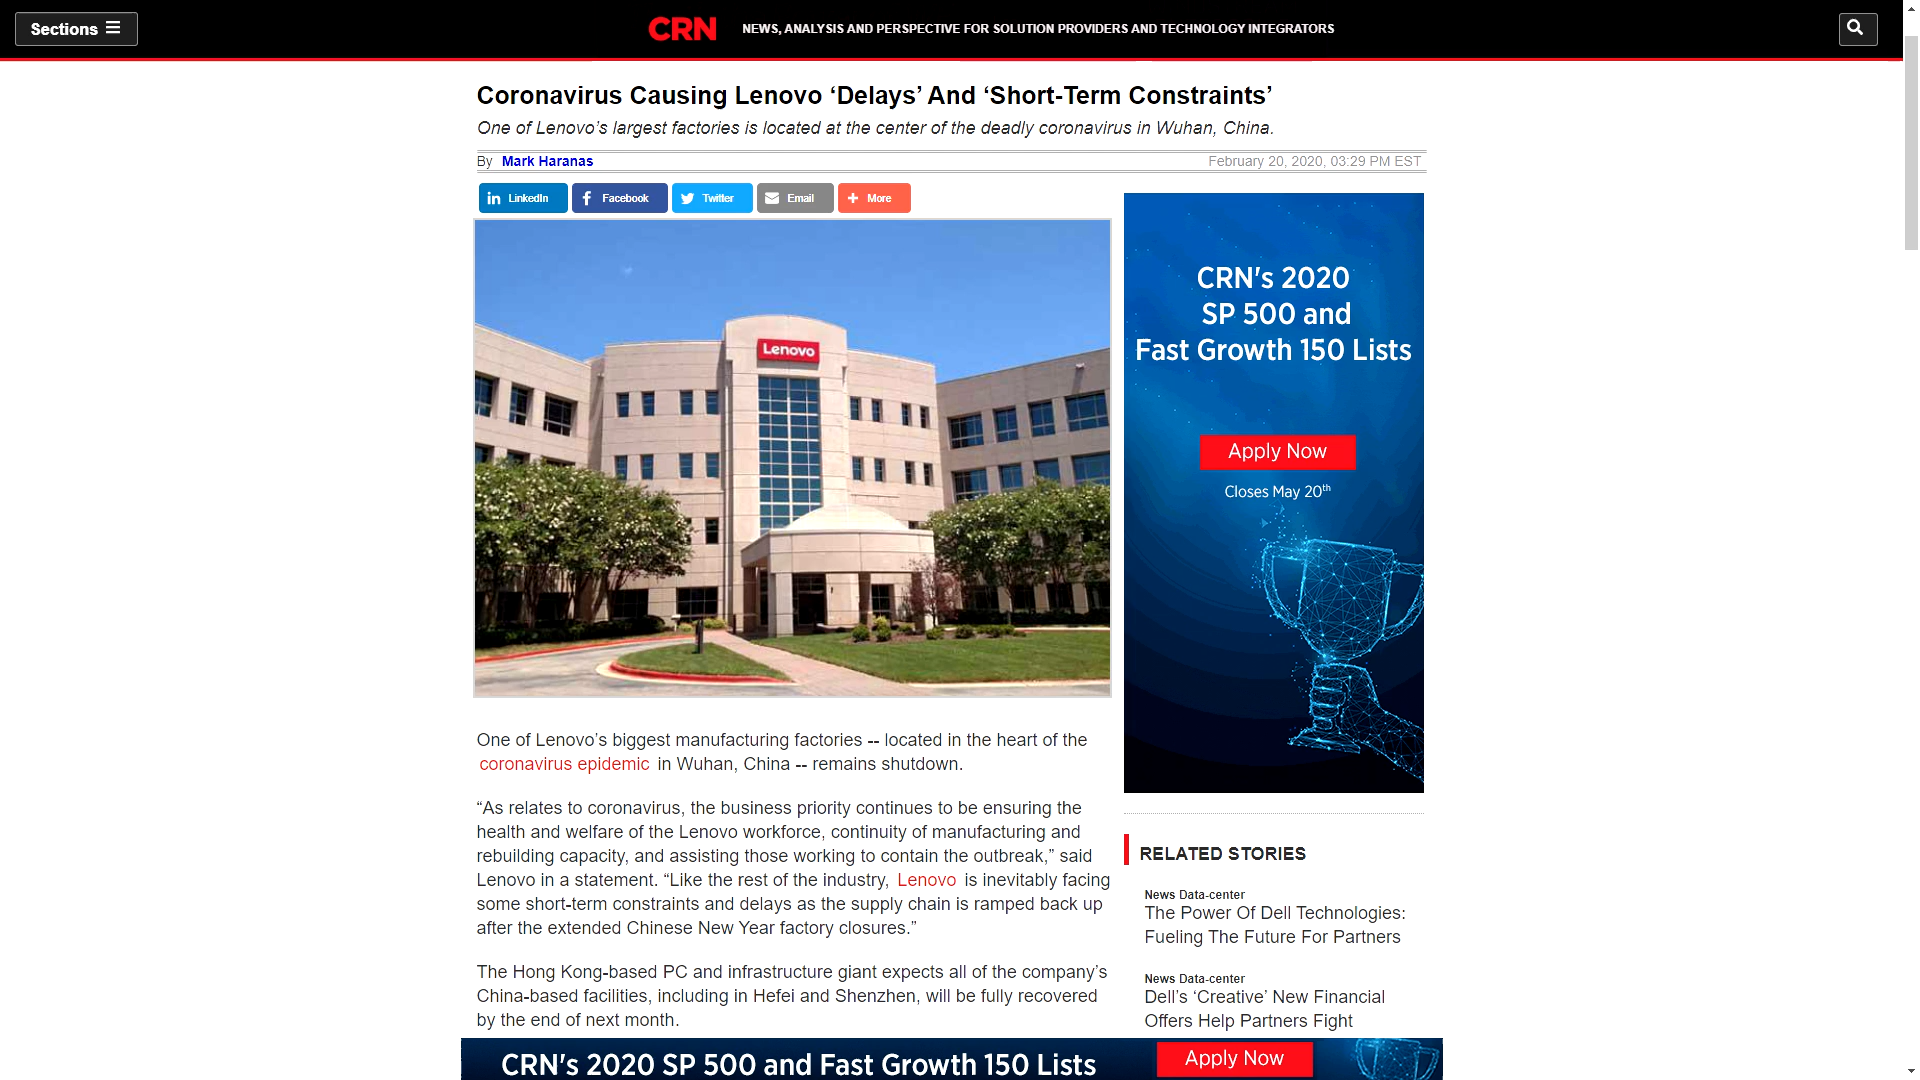 Sections
CRN
NEWS, ANALYSIS AND PERSPECTIVE FOR SOLUTION PROVIDERS AND TECHNOLOGY INTEGRATORS
Coronavirus Causing Lenovo ‘Delays’ And ‘Short-Term Constraints’
One of Lenovo’s largest factories is located at the center of the deadly coronavirus in Wuhan, China.
By Mark Haranas
February 20, 2020, 03:29 PM EST
LinkedIn
Facebook
Twitter
Email
More
Lenovo
One of Lenovo’s biggest manufacturing factories -- located in the heart of the
coronavirus epidemic in Wuhan, China -- remains shutdown.
“As relates to coronavirus, the business priority continues to be ensuring the
health and welfare of the Lenovo workforce, continuity of manufacturing and
rebuilding capacity, and assisting those working to contain the outbreak,” said
Lenovo in a statement. “Like the rest of the industry, Lenovo is inevitably facing
some short-term constraints and delays as the supply chain is ramped back up
after the extended Chinese New Year factory closures.”
The Hong Kong-based PC and infrastructure giant expects all of the company’s
China-based facilities, including in Hefei and Shenzhen, will be fully recovered
by the end of next month.
CRN's 2020
SP 500 and
Fast Growth 150 Lists
Apply Now
Closes May 20th
RELATED STORIES
News Data-center
The Power Of Dell Technologies:
Fueling The Future For Partners
News Data-center
Dell’s ‘Creative’ New Financial
Offers Help Partners Fight
CRN's 2020 SP 500 and Fast Growth 150 Lists
Apply Now